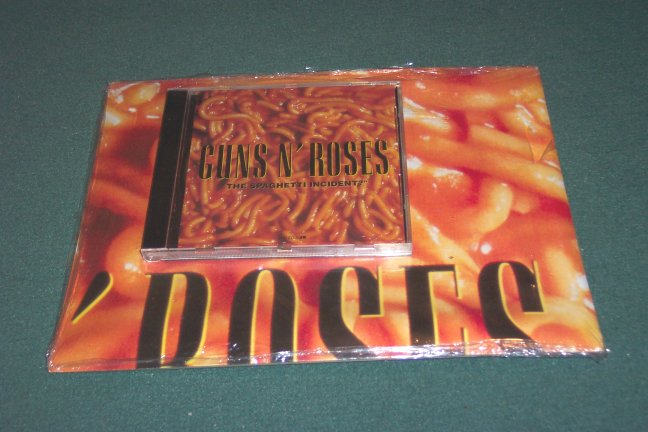 GUNS N' ROSES
"THE SPAGHETTI INCIDENT?"
' ROSES